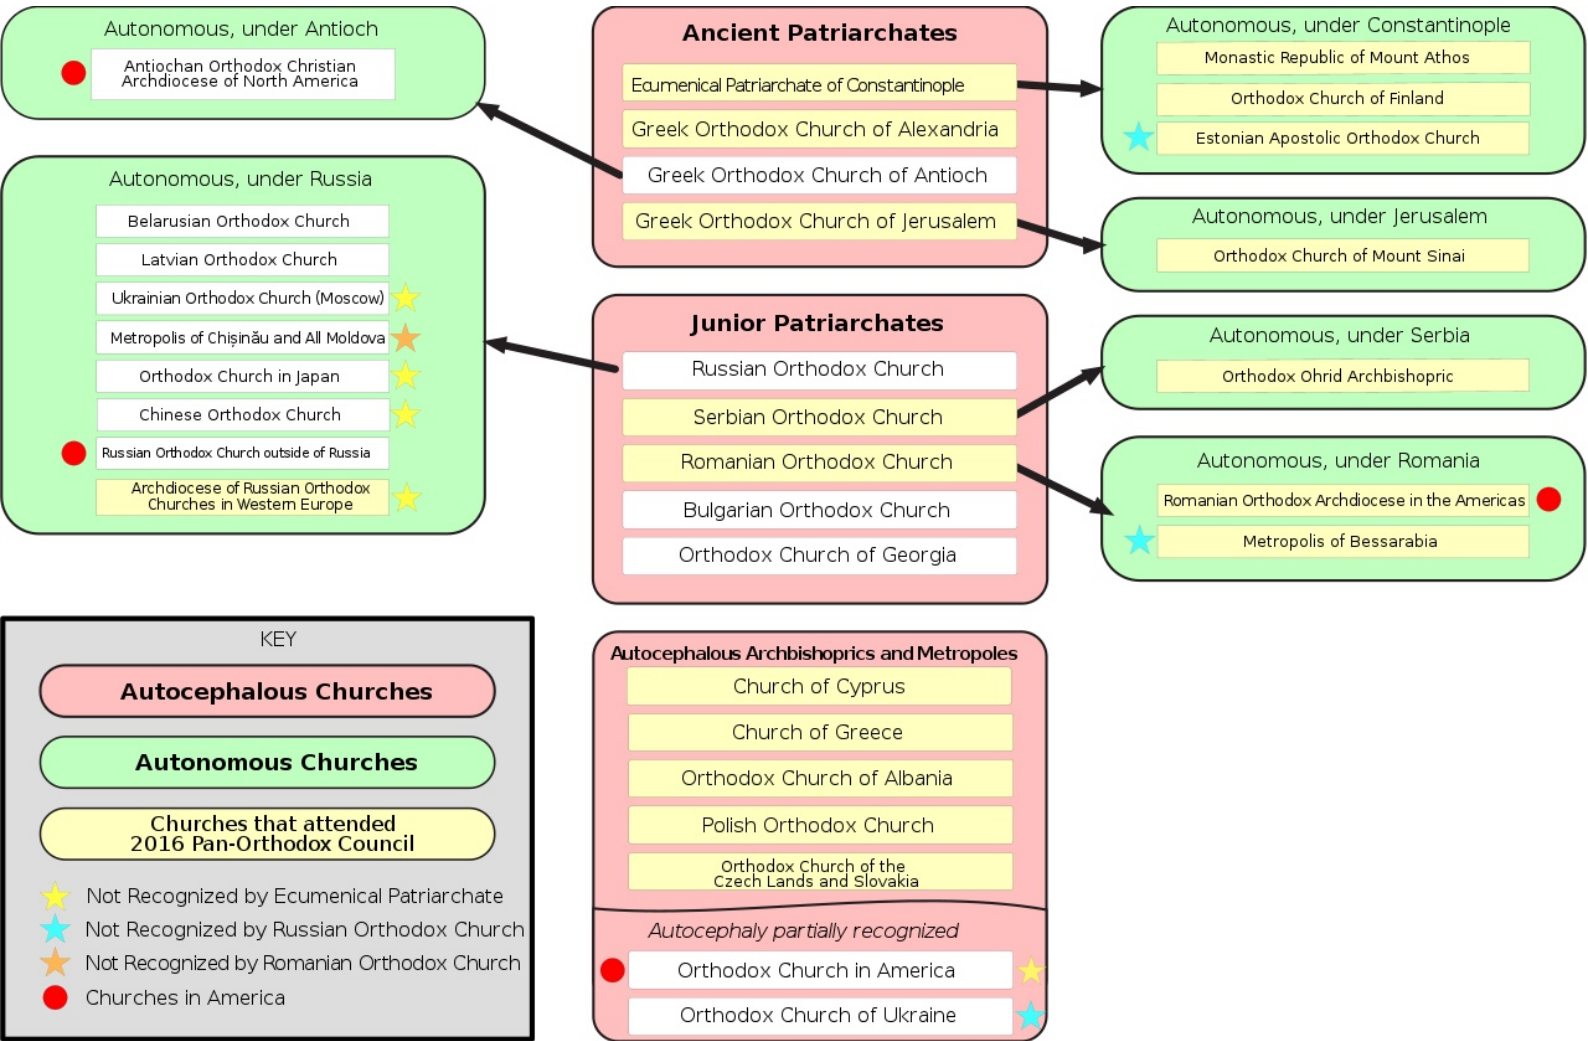 Autonomous, under Antioch
Antiochan Orthodox Christian
Archdiocese of North America
Autonomous, under Russia
Belarusian Orthodox Church
Latvian Orthodox Church
Ukrainian Orthodox Church (Moscow)
Metropolis of Chișinău and All Moldova
Orthodox Church in Japan
Chinese Orthodox Church
Russian Orthodox Church outside of Russia
Archdiocese of Russian Orthodox
Churches in Western Europe
Ancient Patriarchates
Ecumenical Patriarchate of Constantinople
Greek Orthodox Church of Alexandria
Greek Orthodox Church of Antioch
Greek Orthodox Church of Jerusalem
Junior Patriarchates
Russian Orthodox Church
Serbian Orthodox Church
Romanian Orthodox Church
Bulgarian Orthodox Church
Orthodox Church of Georgia
Autocephalous Archbishoprics and Metropoles
Church of Cyprus
Church of Greece
Orthodox Church of Albania
Polish Orthodox Church
Orthodox Church of the
Czech Lands and Slovakia
Autocephaly partially recognized
Orthodox Church in America
Orthodox Church of Ukraine
Autonomous, under Constantinople
Monastic Republic of Mount Athos
Orthodox Church of Finland
Estonian Apostolic Orthodox Church
Autonomous, under Jerusalem
Orthodox Church of Mount Sinai
Autonomous, under Serbia
Orthodox Ohrid Archbishopric
Autonomous, under Romania
Romanian Orthodox Archdiocese in the Americas
Metropolis of Bessarabia
KEY
Autocephalous Churches
Autonomous Churches
Churches that attended
2016 Pan-Orthodox Council
Not Recognized by Ecumenical Patriarchate
Not Recognized by Russian Orthodox Church
Not Recognized by Romanian Orthodox Church
Churches in America